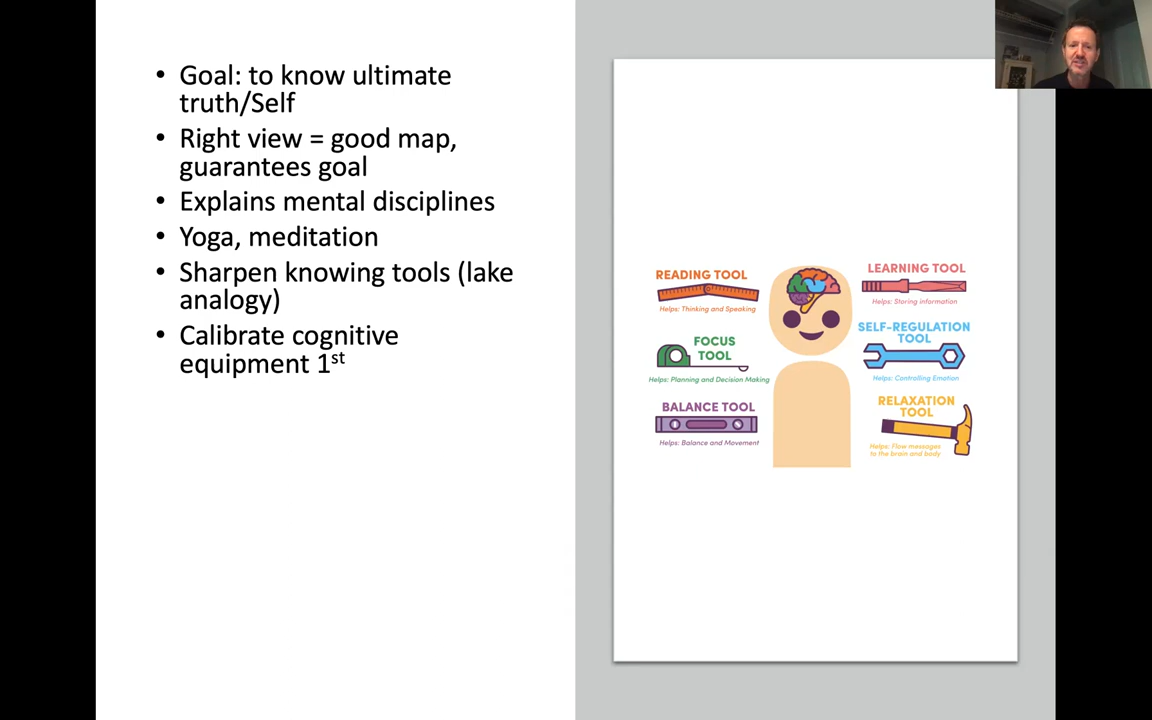 • Goal: to know ultimate
truth/Self
• Right view = good map,
guarantees goal
• Explains mental disciplines
• Yoga, meditation
• Sharpen knowing tools (lake
analogy)
• Calibrate cognitive
equipment 1st
READING TOOL
Helps: Thinking and Speaking
FOCUS
TOOL
Helps: Planning and Decision Making
BALANCE TOOL
Helps: Balance and Movement
LEARNING TOOL
Helps: Storing information
SELF-REGULATION
TOOL
Helps: Controlling Emotion
RELAXATION
TOOL
Helps: Flow messages
to the brain and body